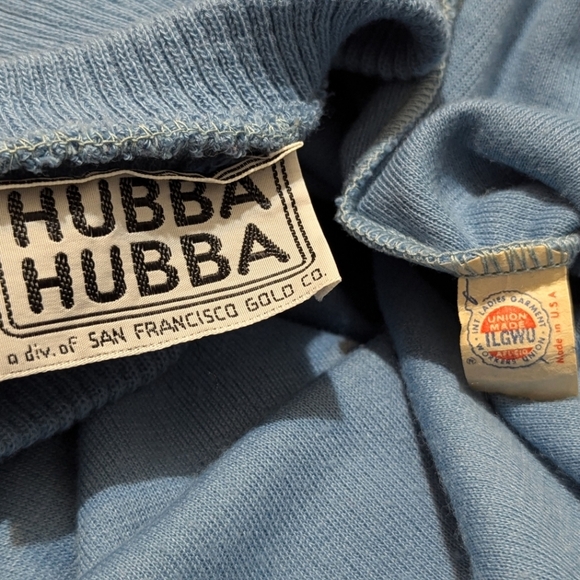 HUBBA
HUBBA
a div. of SAN FRANCISCO GOLD CO.
INT'L LADIES GARMENT
UNION
MADE
ILGWU
AFL-CIO
WORKERS UNION
®
Made in U.S.A